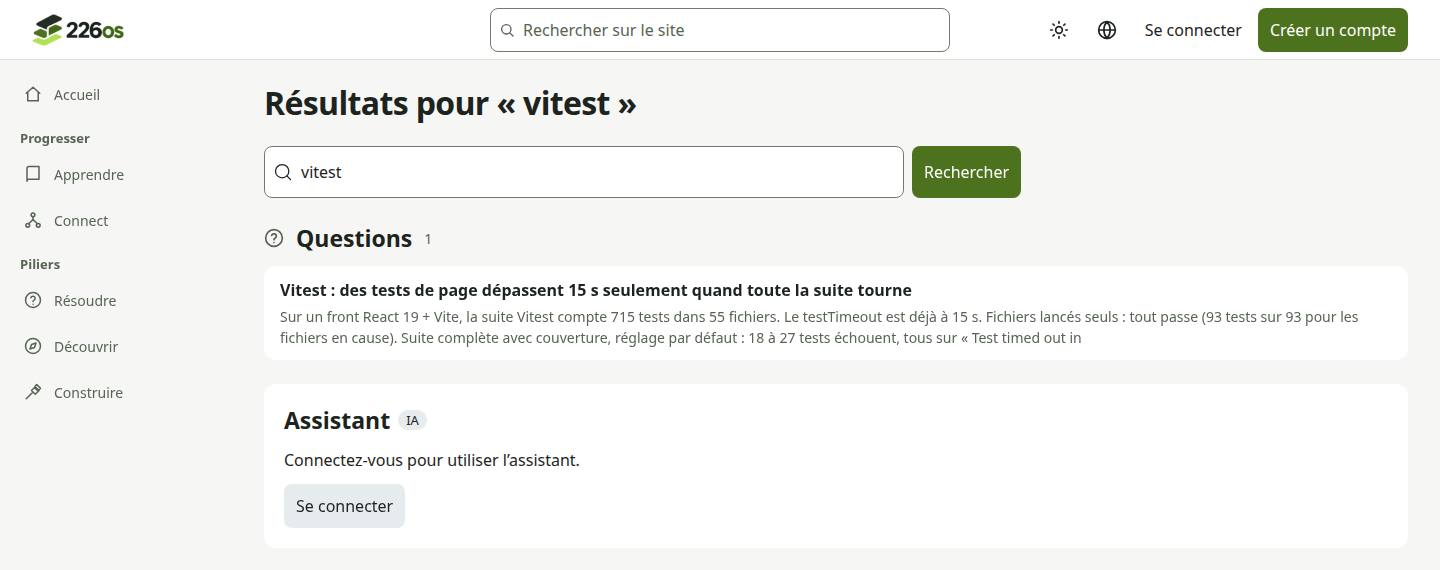 226os
Rechercher sur le site
Se connecter
Créer un compte
Accueil
Progresser
Apprendre
Connect
Piliers
Résoudre
Découvrir
Construire
Résultats pour « vitest »
vitest
Rechercher
Questions 1
Vitest : des tests de page dépassent 15 s seulement quand toute la suite tourne
Sur un front React 19 + Vite, la suite Vitest compte 715 tests dans 55 fichiers. Le testTimeout est déjà à 15 s. Fichiers lancés seuls : tout passe (93 tests sur 93 pour les
fichiers en cause). Suite complète avec couverture, réglage par défaut : 18 à 27 tests échouent, tous sur « Test timed out in
Assistant IA
Connectez-vous pour utiliser l’assistant.
Se connecter